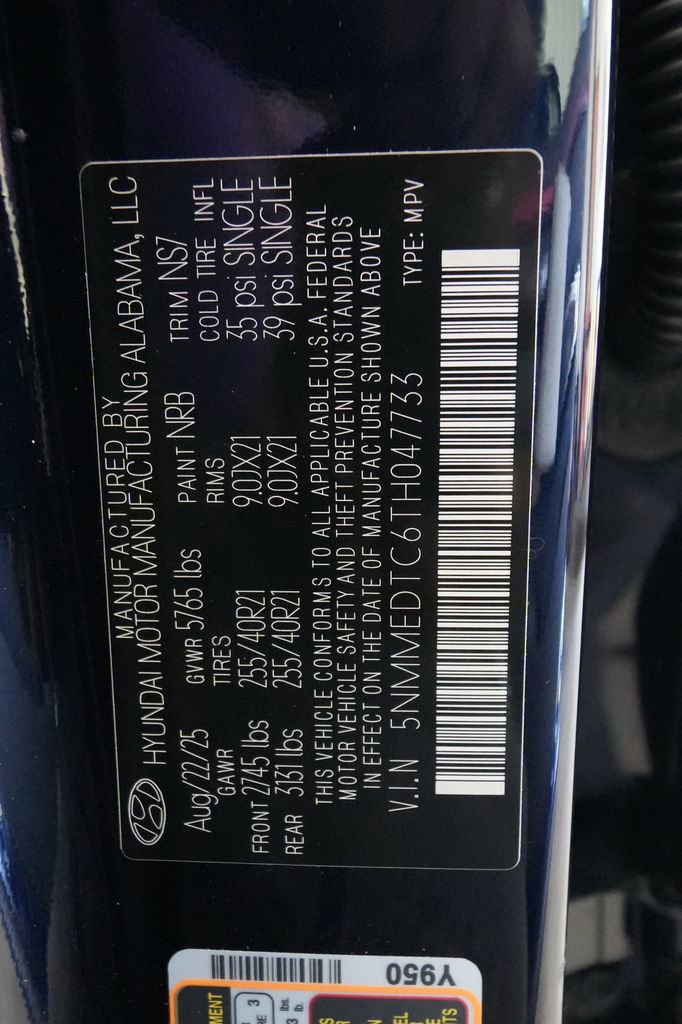 MANUFACTURED BY
HYUNDAI MOTOR MANUFACTURING ALABAMA, LLC
Aug/22/25 GVWR 5765 lbs PAINT NRB TRIM NS7
GAWR TIRES RIMS COLD TIRE INFL
FRONT 2745 lbs 255/40R21 9.0JX21 35 psi SINGLE
REAR 3131 lbs 255/40R21 9.0JX21 39 psi SINGLE
THIS VEHICLE CONFORMS TO ALL APPLICABLE U.S.A. FEDERAL
MOTOR VEHICLE SAFETY AND THEFT PREVENTION STANDARDS
IN EFFECT ON THE DATE OF MANUFACTURE SHOWN ABOVE
V.I.N 5NMMEDTC6TH047733 TYPE: MPV
Y950